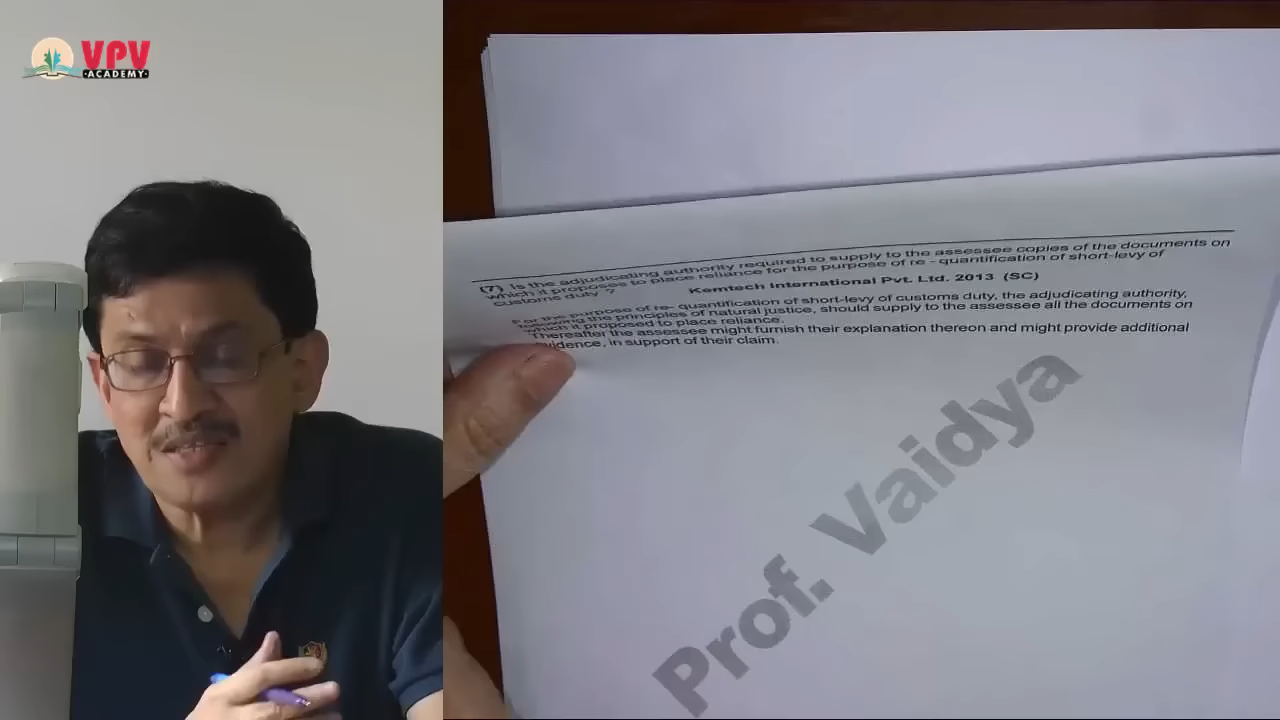 VPV
ACADEMY
(7) Is the adjudicating authority required to supply to the assessee copies of the documents on
which it proposes to place reliance for the purpose of re - quantification of short-levy of
customs duty ?
Kemtech International Pvt. Ltd. 2013 (SC)
For the purpose of re- quantification of short-levy of customs duty, the adjudicating authority,
following the principles of natural justice, should supply to the assessee all the documents on
which it proposed to place reliance.
Thereafter the assessee might furnish their explanation thereon and might provide additional
evidence, in support of their claim.
Prof. Vaidya